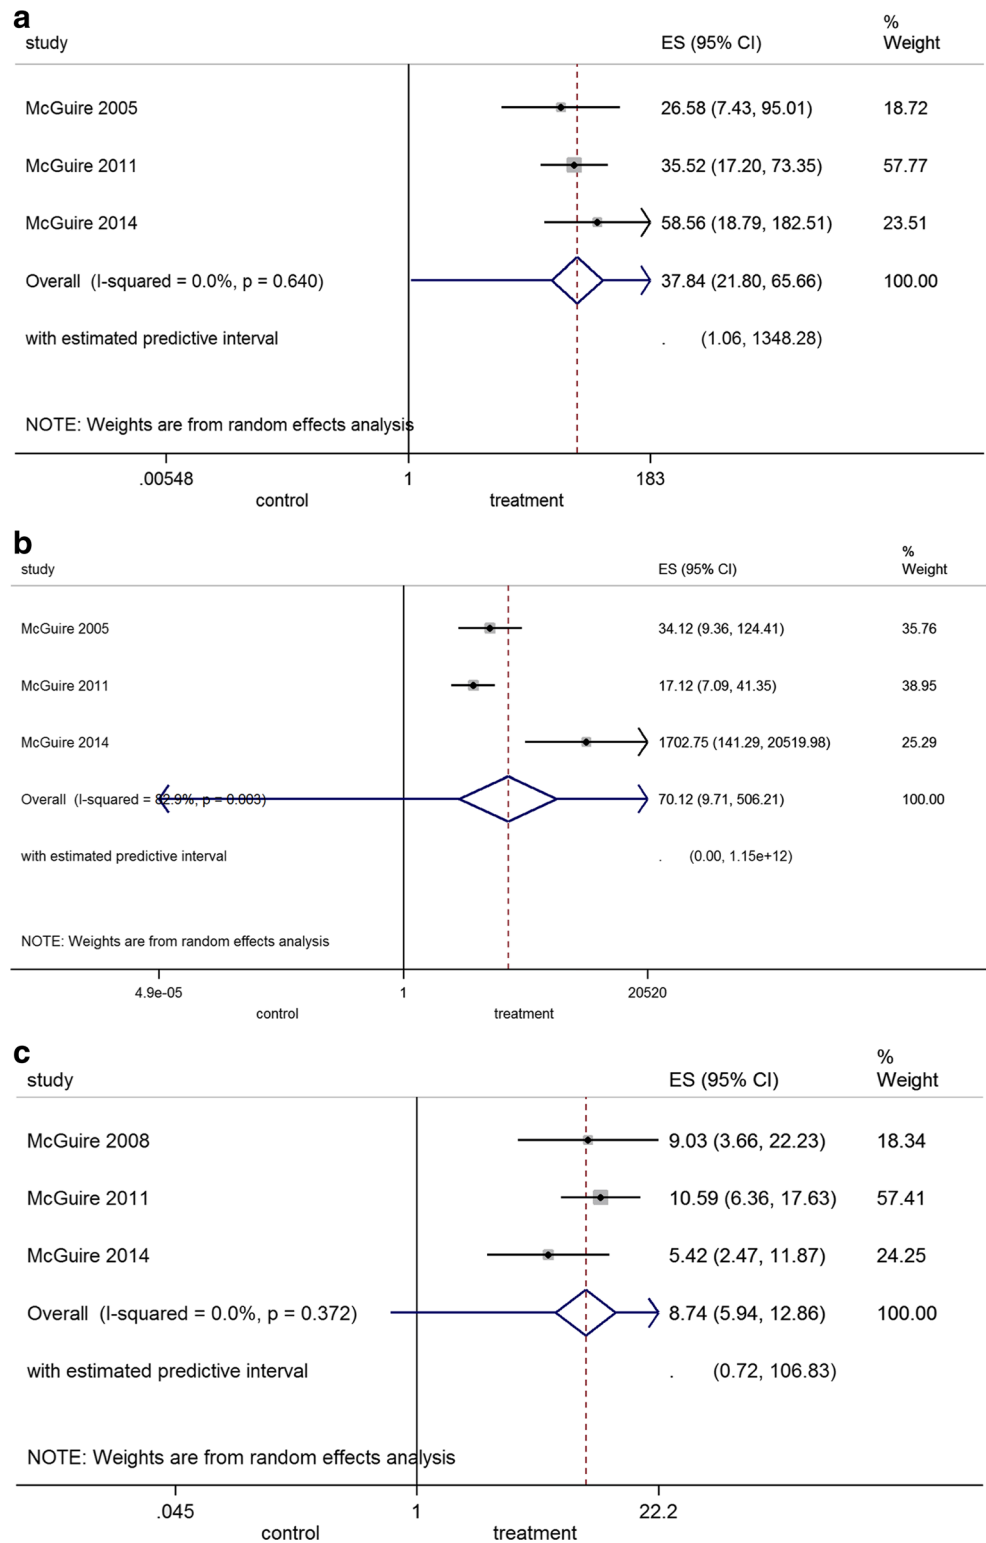 a
study ES (95% CI) % Weight
McGuire 2005 26.58 (7.43, 95.01) 18.72
McGuire 2011 35.52 (17.20, 73.35) 57.77
McGuire 2014 58.56 (18.79, 182.51) 23.51
Overall (I-squared = 0.0%, p = 0.640) 37.84 (21.80, 65.66) 100.00
with estimated predictive interval . (1.06, 1348.28)
NOTE: Weights are from random effects analysis
.00548 1 183
control treatment
b
study ES (95% CI) % Weight
McGuire 2005 34.12 (9.36, 124.41) 35.76
McGuire 2011 17.12 (7.09, 41.35) 38.95
McGuire 2014 1702.75 (141.29, 20519.98) 25.29
Overall (I-squared = 82.9%, p = 0.003) 70.12 (9.71, 506.21) 100.00
with estimated predictive interval . (0.00, 1.15e+12)
NOTE: Weights are from random effects analysis
4.9e-05 1 20520
control treatment
c
study ES (95% CI) % Weight
McGuire 2008 9.03 (3.66, 22.23) 18.34
McGuire 2011 10.59 (6.36, 17.63) 57.41
McGuire 2014 5.42 (2.47, 11.87) 24.25
Overall (I-squared = 0.0%, p = 0.372) 8.74 (5.94, 12.86) 100.00
with estimated predictive interval . (0.72, 106.83)
NOTE: Weights are from random effects analysis
.045 1 22.2
control treatment